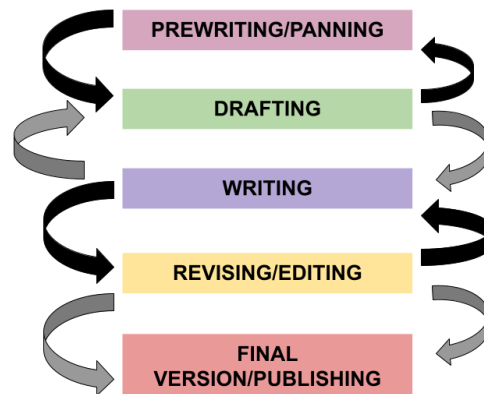 PREWRITING/PANNING
DRAFTING
WRITING
REVISING/EDITING
FINAL
VERSION/PUBLISHING